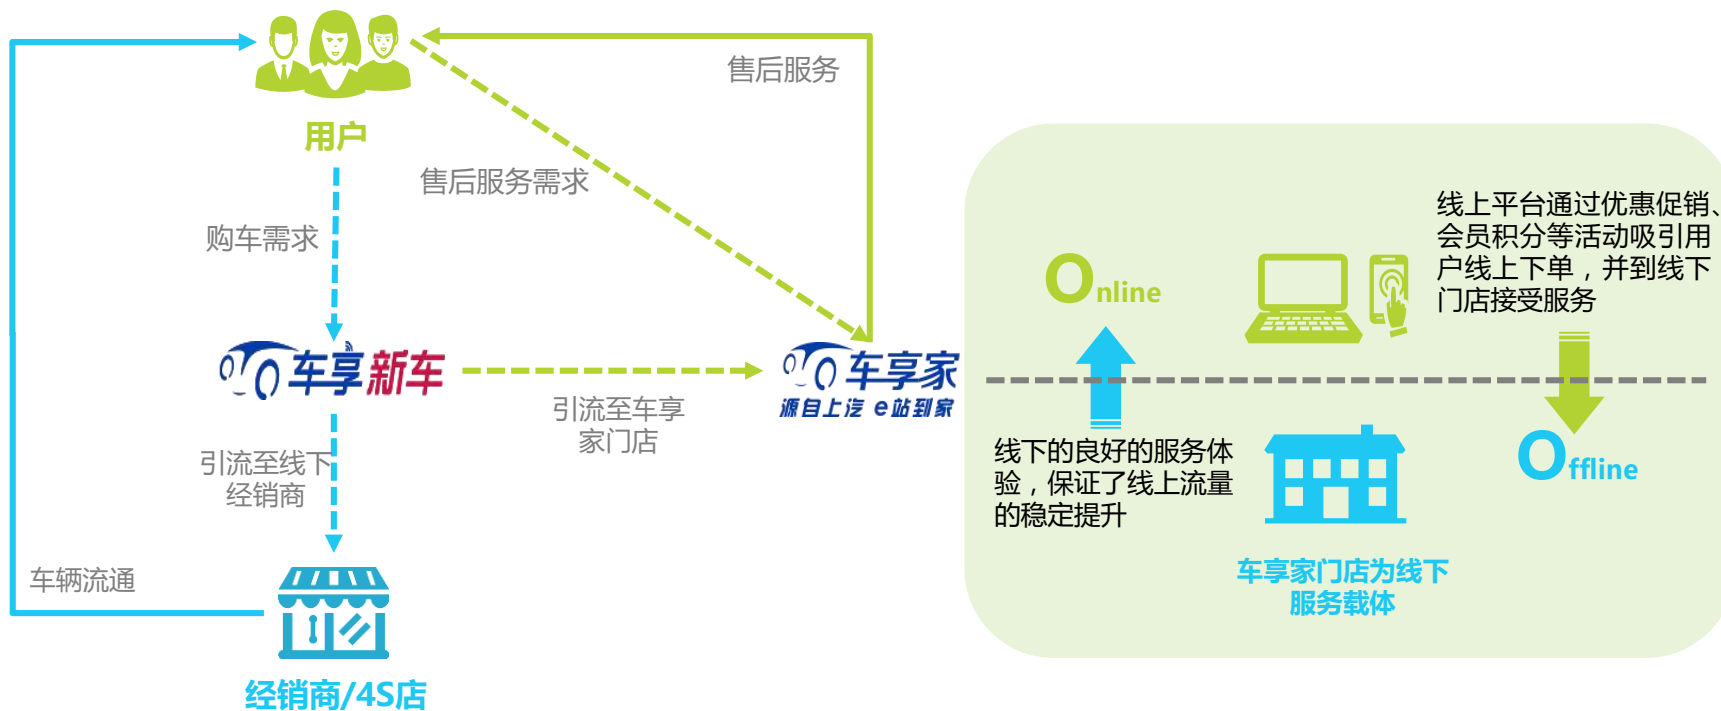 用户
售后服务
售后服务需求
购车需求
车享新车
引流至车享
家门店
车享家
源自上汽 e站到家
引流至线下
经销商
车辆流通
经销商/4S店
Online
线上平台通过优惠促销、
会员积分等活动吸引用
户线上下单，并到线下
门店接受服务
线下的良好的服务体
验，保证了线上流量
的稳定提升
Offline
车享家门店为线下
服务载体